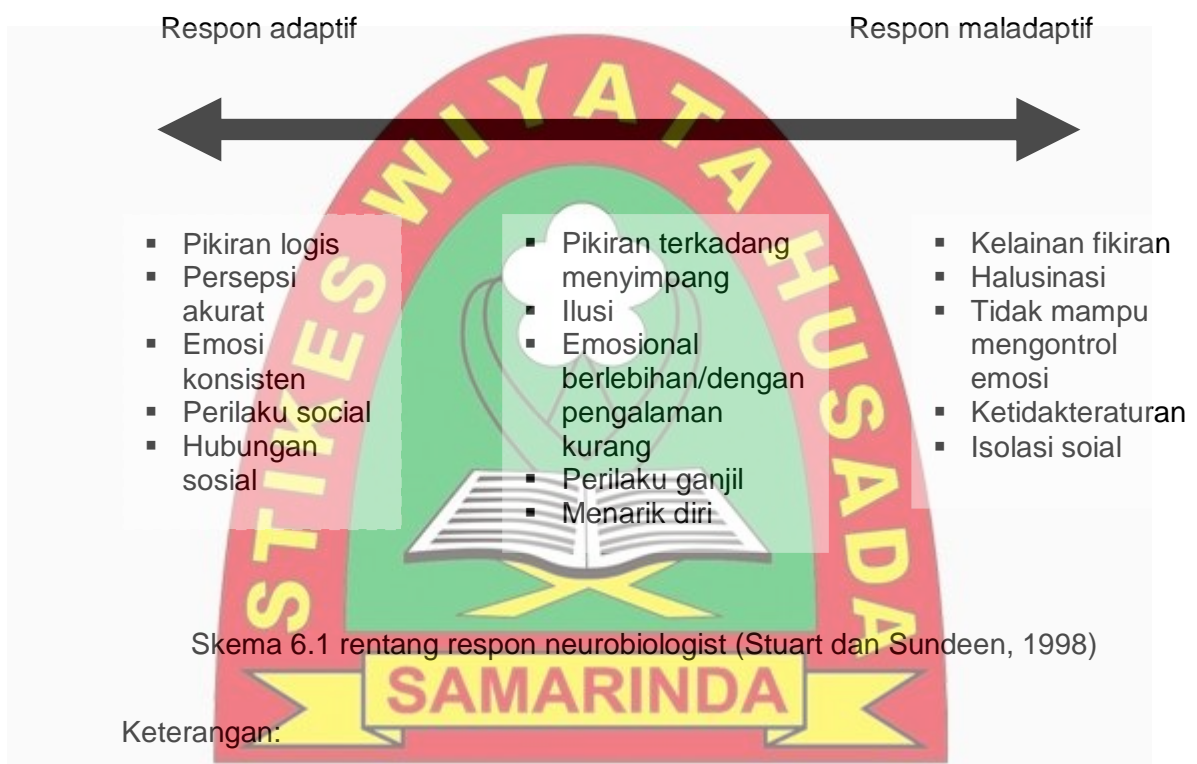 Respon adaptif Respon maladaptif
▪ Pikiran logis
▪ Persepsi
akurat
▪ Emosi
konsisten
▪ Perilaku social
▪ Hubungan
sosial
▪ Pikiran terkadang
menyimpang
▪ Ilusi
▪ Emosional
berlebihan/dengan
pengalaman
kurang
▪ Perilaku ganjil
▪ Menarik diri
▪ Kelainan fikiran
▪ Halusinasi
▪ Tidak mampu
mengontrol
emosi
▪ Ketidakteraturan
▪ Isolasi soial
Skema 6.1 rentang respon neurobiologist (Stuart dan Sundeen, 1998)
Keterangan:
STIKES WIYATA HUSADA
SAMARINDA